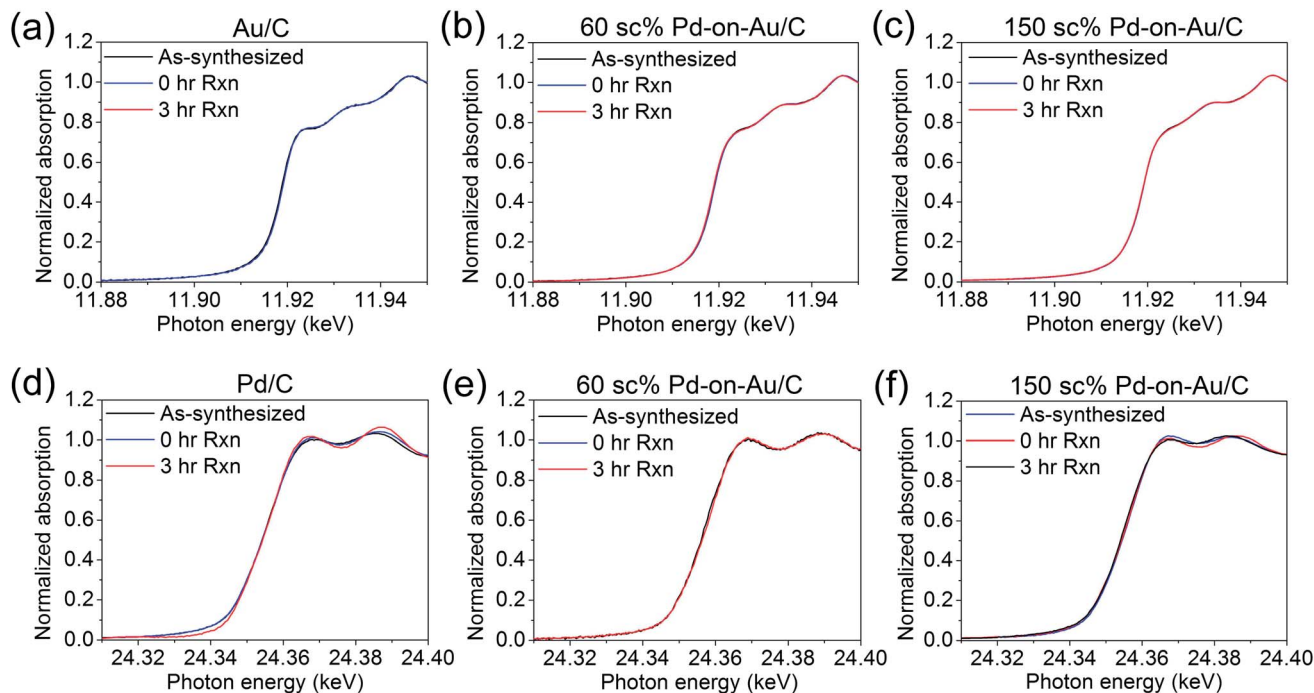 (a)
Au/C
As-synthesized
0 hr Rxn
3 hr Rxn
Normalized absorption
1.2
1.0
0.8
0.6
0.4
0.2
0.0
11.88 11.90 11.92 11.94
Photon energy (keV)
(b)
60 sc% Pd-on-Au/C
As-synthesized
0 hr Rxn
3 hr Rxn
Normalized absorption
1.2
1.0
0.8
0.6
0.4
0.2
0.0
11.88 11.90 11.92 11.94
Photon energy (keV)
(c)
150 sc% Pd-on-Au/C
As-synthesized
0 hr Rxn
3 hr Rxn
Normalized absorption
1.2
1.0
0.8
0.6
0.4
0.2
0.0
11.88 11.90 11.92 11.94
Photon energy (keV)
(d)
Pd/C
As-synthesized
0 hr Rxn
3 hr Rxn
Normalized absorption
1.2
1.0
0.8
0.6
0.4
0.2
0.0
24.32 24.34 24.36 24.38 24.40
Photon energy (keV)
(e)
60 sc% Pd-on-Au/C
As-synthesized
0 hr Rxn
3 hr Rxn
Normalized absorption
1.2
1.0
0.8
0.6
0.4
0.2
0.0
24.32 24.34 24.36 24.38 24.40
Photon energy (keV)
(f)
150 sc% Pd-on-Au/C
As-synthesized
0 hr Rxn
3 hr Rxn
Normalized absorption
1.2
1.0
0.8
0.6
0.4
0.2
0.0
24.32 24.34 24.36 24.38 24.40
Photon energy (keV)